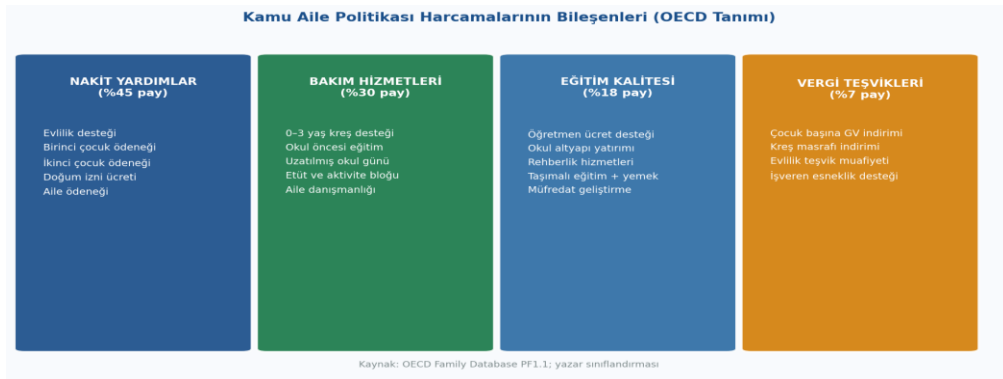 Kamu Aile Politikası Harcamalarının Bileşenleri (OECD Tanımı)
NAKİT YARDIMLAR
(%45 pay)
Evlilik desteği
Birinci çocuk ödeneği
İkinci çocuk ödeneği
Doğum izni ücreti
Aile ödeneği
BAKIM HİZMETLERİ
(%30 pay)
0–3 yaş kreş desteği
Okul öncesi eğitim
Uzatılmış okul günü
Etüt ve aktivite bloğu
Aile danışmanlığı
EĞİTİM KALİTESİ
(%18 pay)
Öğretmen ücret desteği
Okul altyapı yatırımı
Rehberlik hizmetleri
Taşımalı eğitim + yemek
Müfredat geliştirme
VERGİ TEŞVİKLERİ
(%7 pay)
Çocuk başına GV indirimi
Kreş masrafı indirimi
Evlilik teşvik muafiyeti
İşveren esneklik desteği
Kaynak: OECD Family Database PF1.1; yazar sınıflandırması